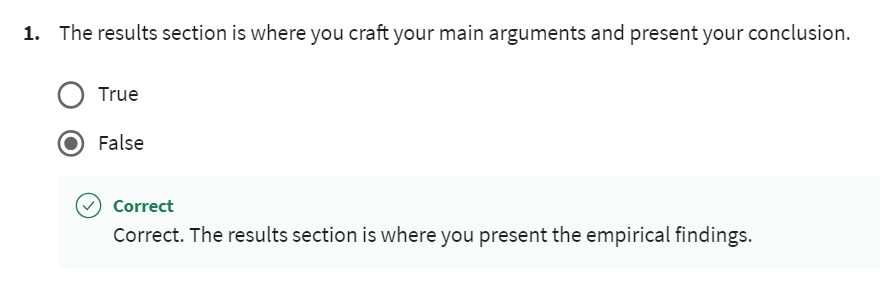 1. The results section is where you craft your main arguments and present your conclusion.
True
False
Correct
Correct. The results section is where you present the empirical findings.